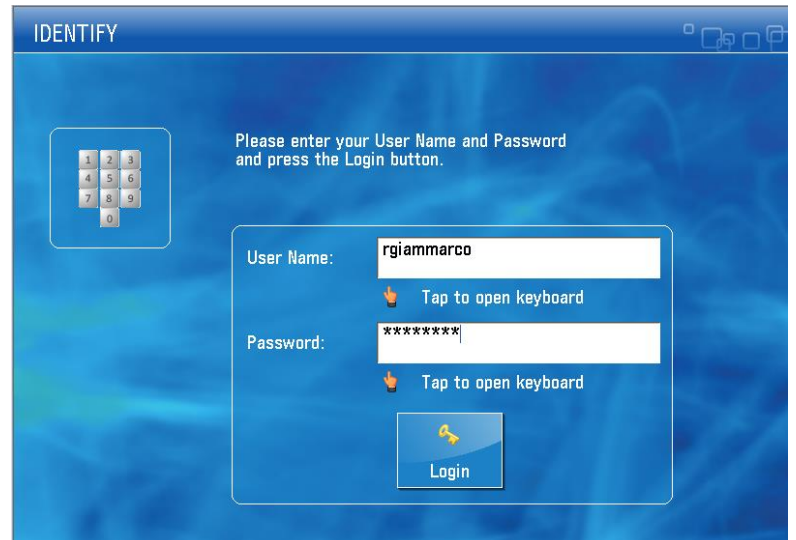 IDENTIFY
1 2 3
4 5 6
7 8 9
0
Please enter your User Name and Password
and press the Login button.
User Name:
rgiammarco
Tap to open keyboard
Password:
********
Tap to open keyboard
Login